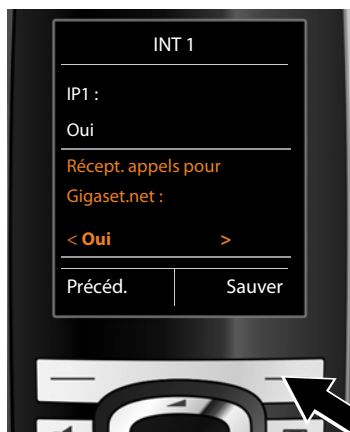 INT 1
IP1 :
Oui
Récept. appels pour
Gigaset.net :
< Oui >
Précéd. Sauver